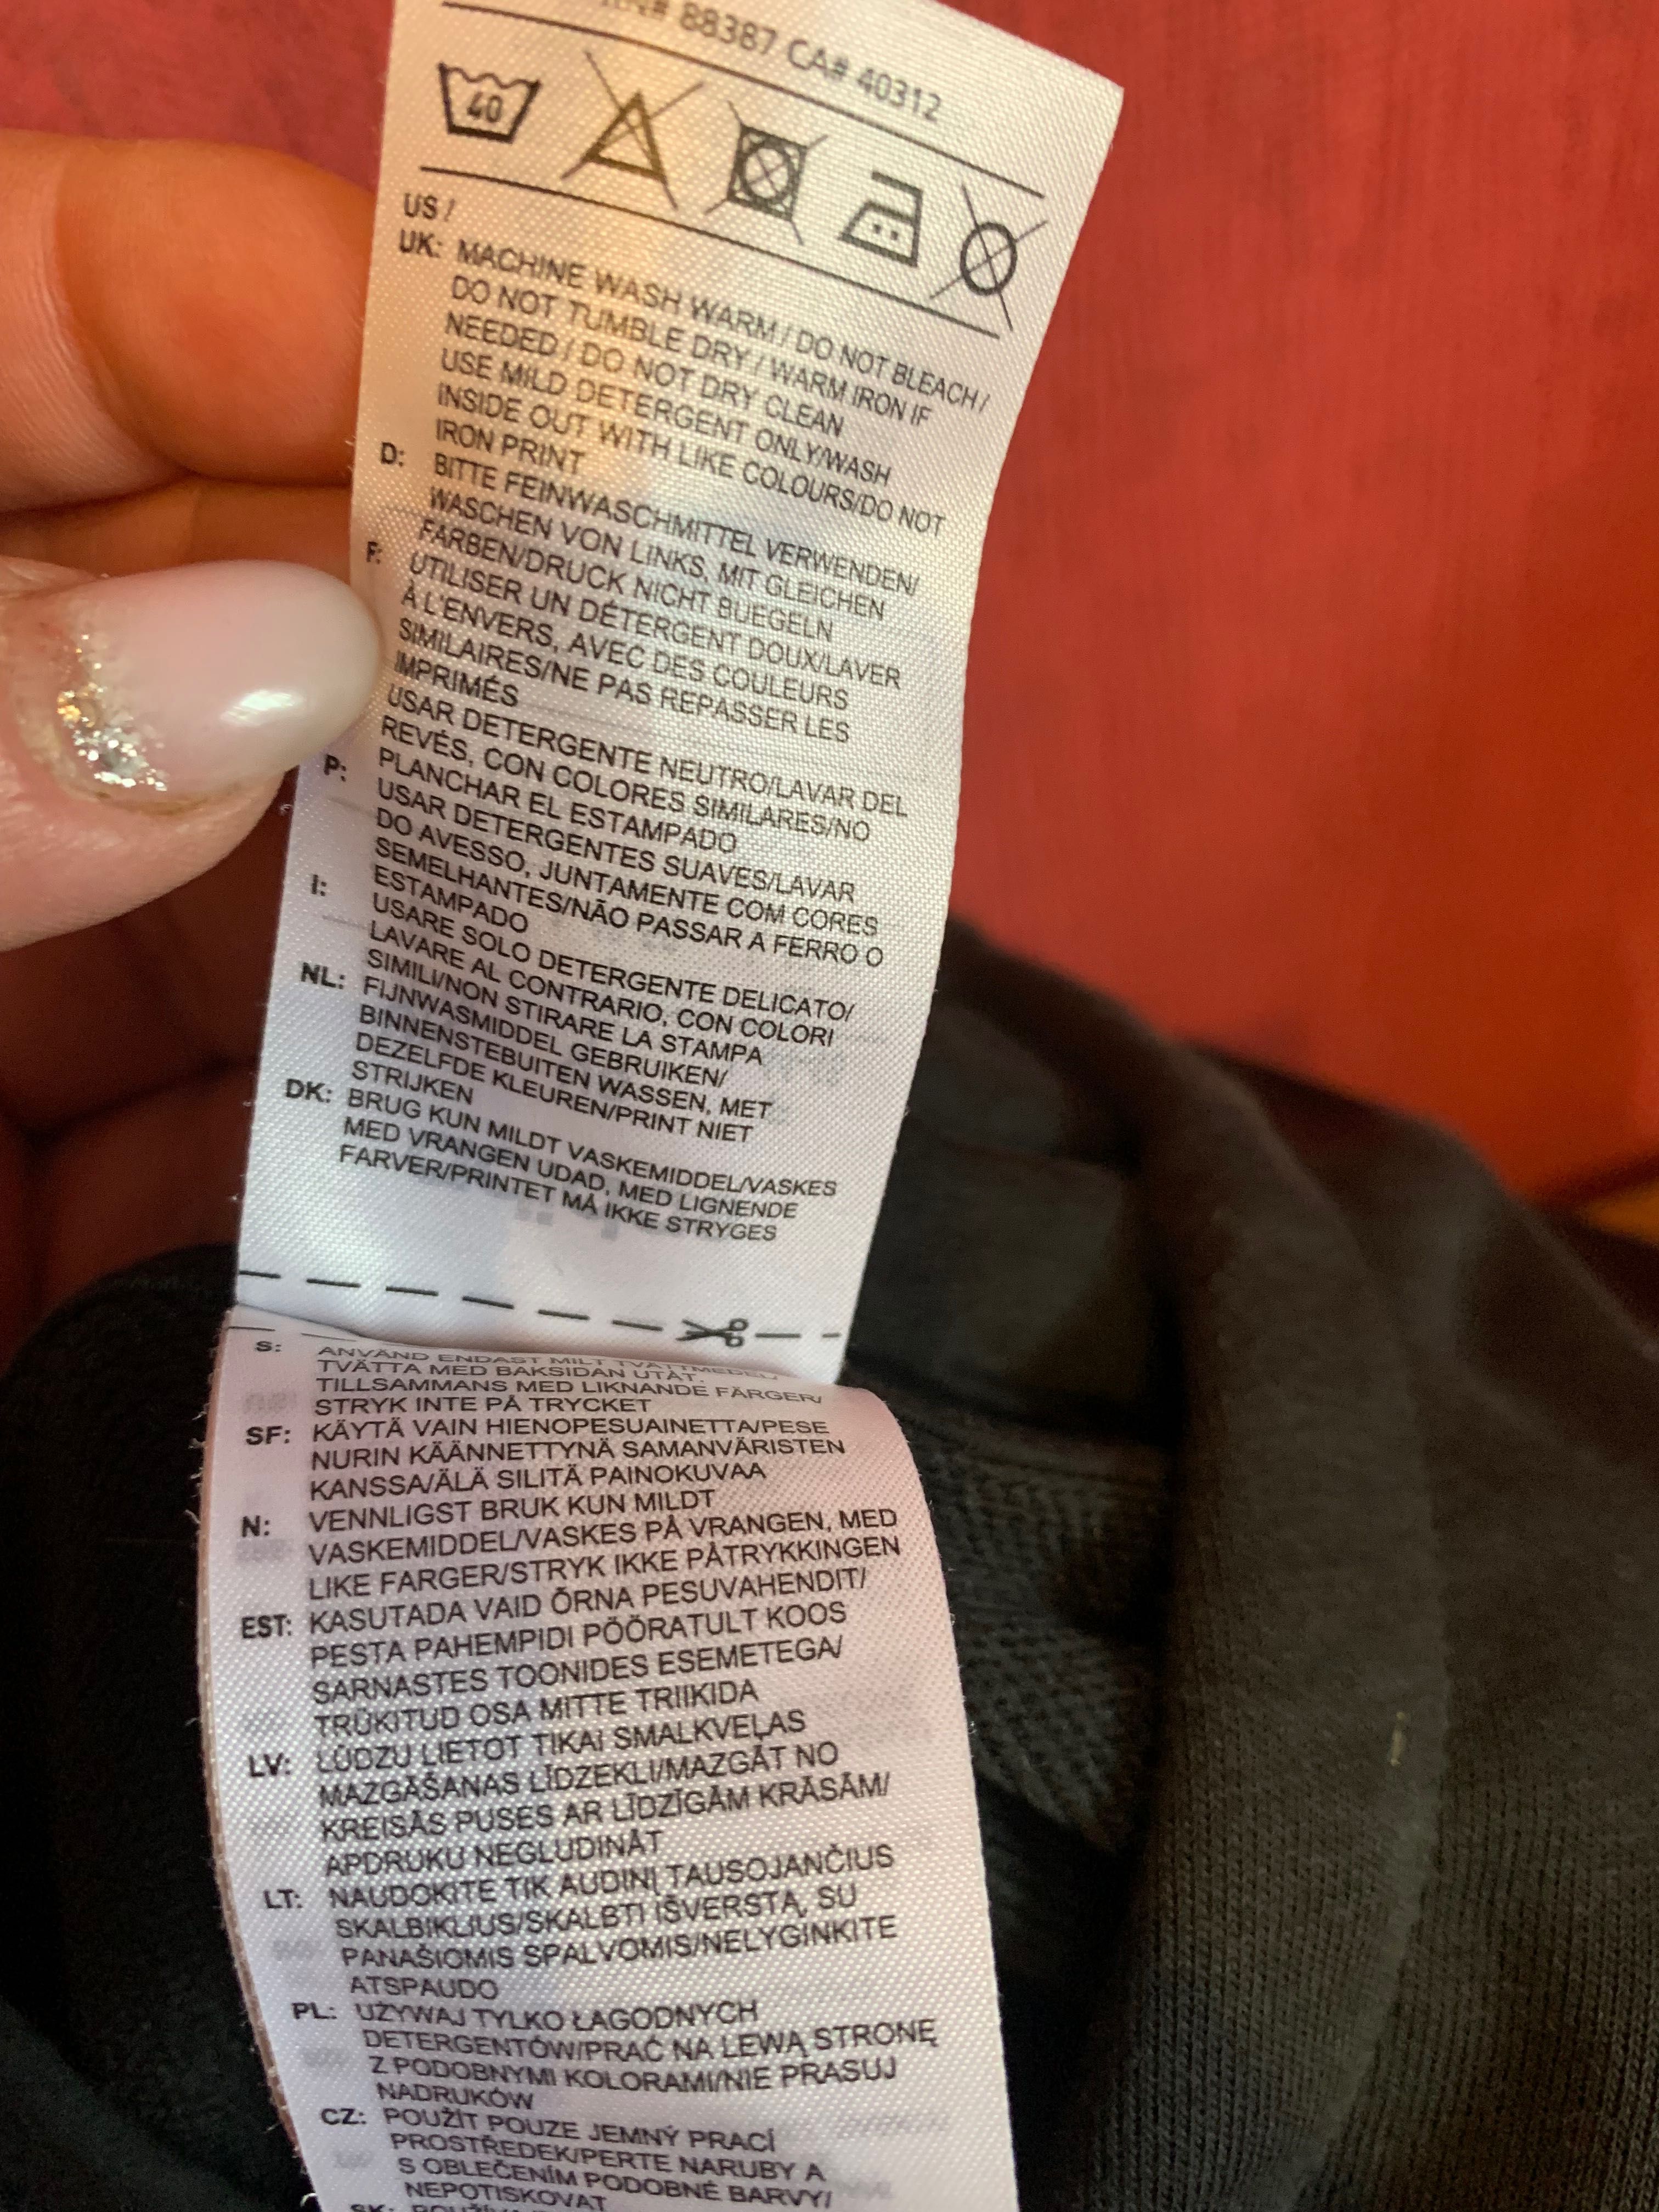 88387 CA# 40312
40
US /
UK: MACHINE WASH WARM / DO NOT BLEACH /
DO NOT TUMBLE DRY / WARM IRON IF
NEEDED / DO NOT DRY CLEAN
USE MILD DETERGENT ONLY/WASH
INSIDE OUT WITH LIKE COLOURS/DO NOT
IRON PRINT
D: BITTE FEINWASCHMITTEL VERWENDEN/
WASCHEN VON LINKS, MIT GLEICHEN
FARBEN/DRUCK NICHT BUEGELN
F: UTILISER UN DÉTERGENT DOUX/LAVER
À L'ENVERS, AVEC DES COULEURS
SIMILAIRES/NE PAS REPASSER LES
IMPRIMÉS
USAR DETERGENTE NEUTRO/LAVAR DEL
REVÉS, CON COLORES SIMILARES/NO
PLANCHAR EL ESTAMPADO
P: USAR DETERGENTES SUAVES/LAVAR
DO AVESSO, JUNTAMENTE COM CORES
SEMELHANTES/NÃO PASSAR A FERRO O
ESTAMPADO
I: USARE SOLO DETERGENTE DELICATO/
LAVARE AL CONTRARIO, CON COLORI
SIMILI/NON STIRARE LA STAMPA
NL: FIJNWASMIDDEL GEBRUIKEN/
BINNENSTEBUITEN WASSEN, MET
DEZELFDE KLEUREN/PRINT NIET
STRIJKEN
DK: BRUG KUN MILDT VASKEMIDDEL/VASKES
MED VRANGEN UDAD, MED LIGNENDE
FARVER/PRINTET MÅ IKKE STRYGES
S: ANVÄND ENDAST MILT TVÄTTMEDEL/
TVÄTTA MED BAKSIDAN UTÅT,
TILLSAMMANS MED LIKNANDE FÄRGER/
STRYK INTE PÅ TRYCKET
SF: KÄYTÄ VAIN HIENOPESUAINETTA/PESE
NURIN KÄÄNNETTYNÄ SAMANVÄRISTEN
KANSSA/ÄLÄ SILITÄ PAINOKUVAA
N: VENNLIGST BRUK KUN MILDT
VASKEMIDDEL/VASKES PÅ VRANGEN, MED
LIKE FARGER/STRYK IKKE PÅTRYKKINGEN
EST: KASUTADA VAID ÕRNA PESUVAHENDIT/
PESTA PAHEMPIDI PÖÖRATULT KOOS
SARNASTES TOONIDES ESEMETEGA/
TRÜKITUD OSA MITTE TRIIKIDA
LV: LŪDZU LIETOT TIKAI SMALKVEĻAS
MAZGĀŠANAS LĪDZEKLI/MAZGĀT NO
KREISĀS PUSES AR LĪDZĪGĀM KRĀSĀM/
APDRUKU NEGLUDINĀT
LT: NAUDOKITE TIK AUDINĮ TAUSOJANČIUS
SKALBIKLIUS/SKALBTI IŠVERSTĄ, SU
PANAŠIOMIS SPALVOMIS/NELYGINKITE
ATSPAUDO
PL: UŻYWAJ TYLKO ŁAGODNYCH
DETERGENTÓW/PRAĆ NA LEWĄ STRONĘ
Z PODOBNYMI KOLORAMI/NIE PRASUJ
NADRUKÓW
CZ: POUŽÍT POUZE JEMNÝ PRACÍ
PROSTŘEDEK/PERTE NARUBY A
S OBLEČENÍM PODOBNÉ BARVY/
NEPOTISKOVAT
SK: